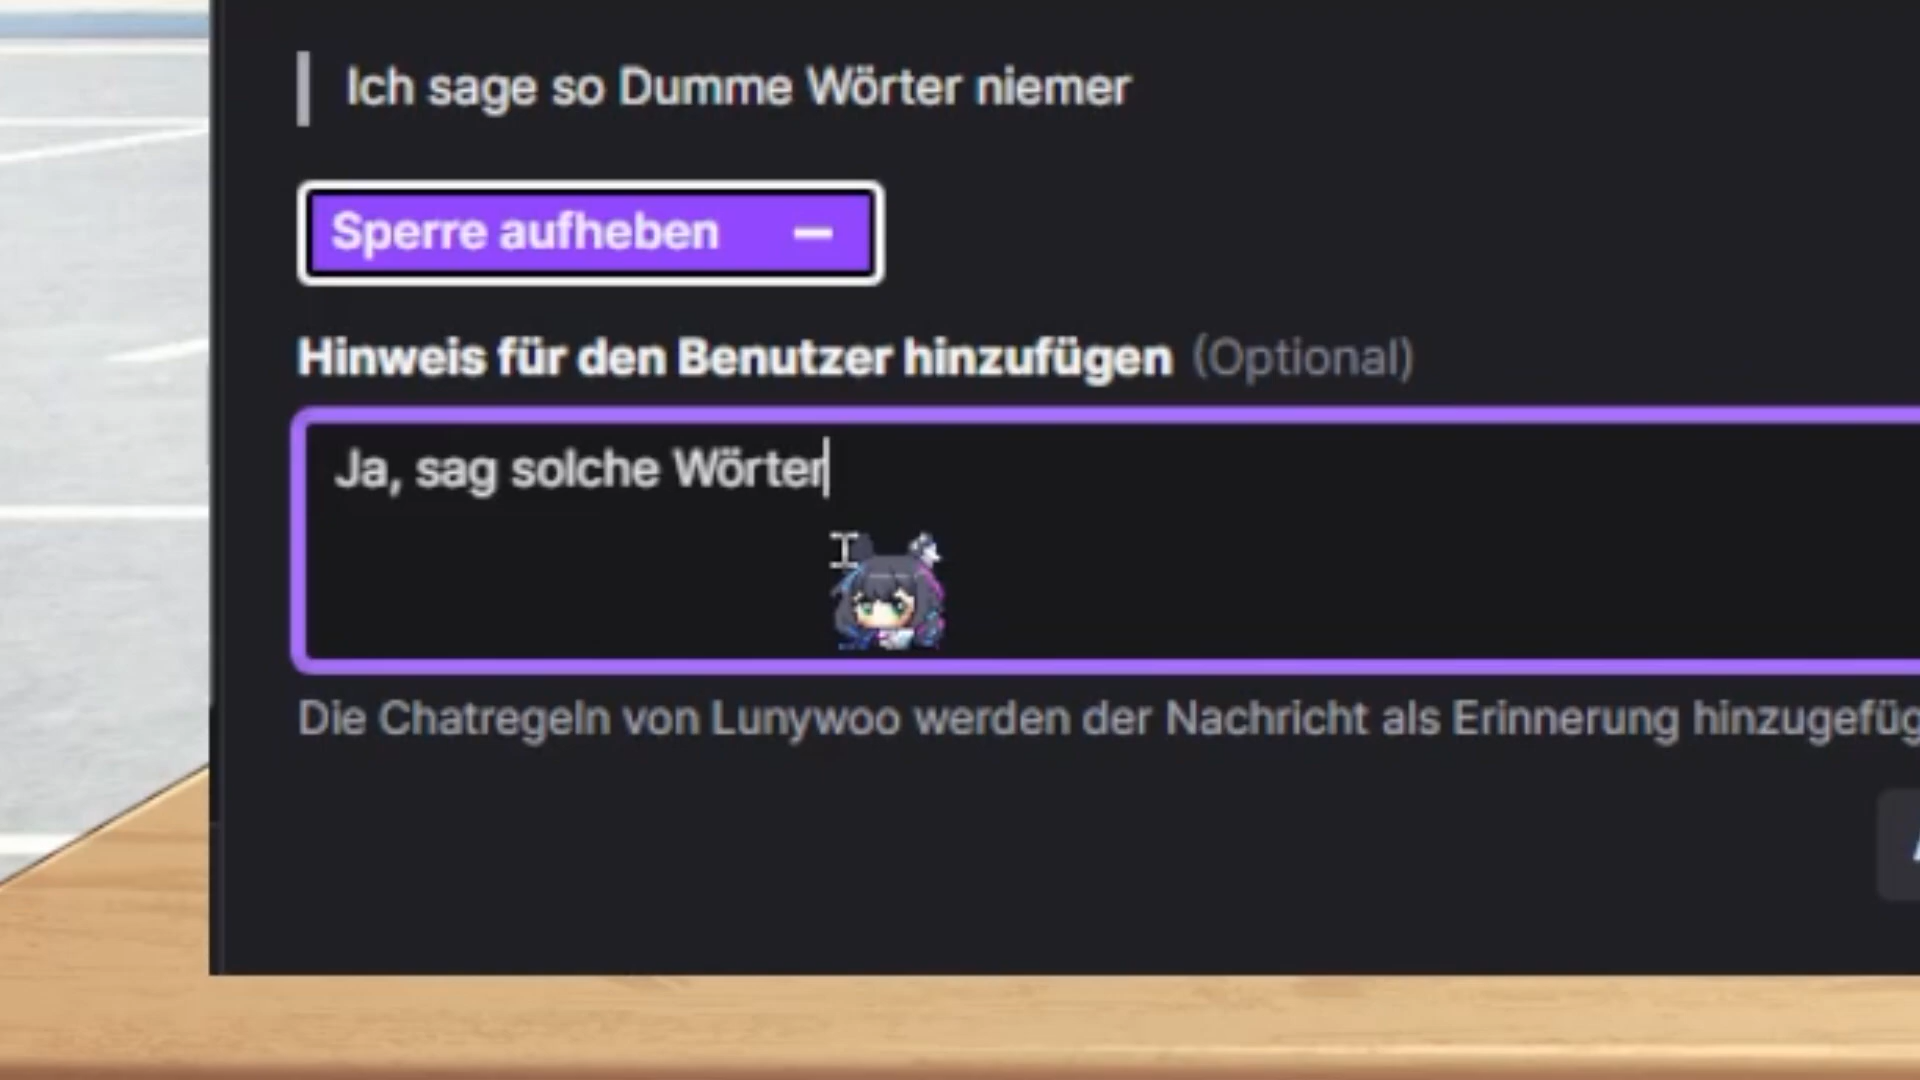 Ich sage so Dumme Wörter niemer
Sperre aufheben
Hinweis für den Benutzer hinzufügen (Optional)
Ja, sag solche Wörter
Die Chatregeln von Lunywoo werden der Nachricht als Erinnerung hinzugefüg